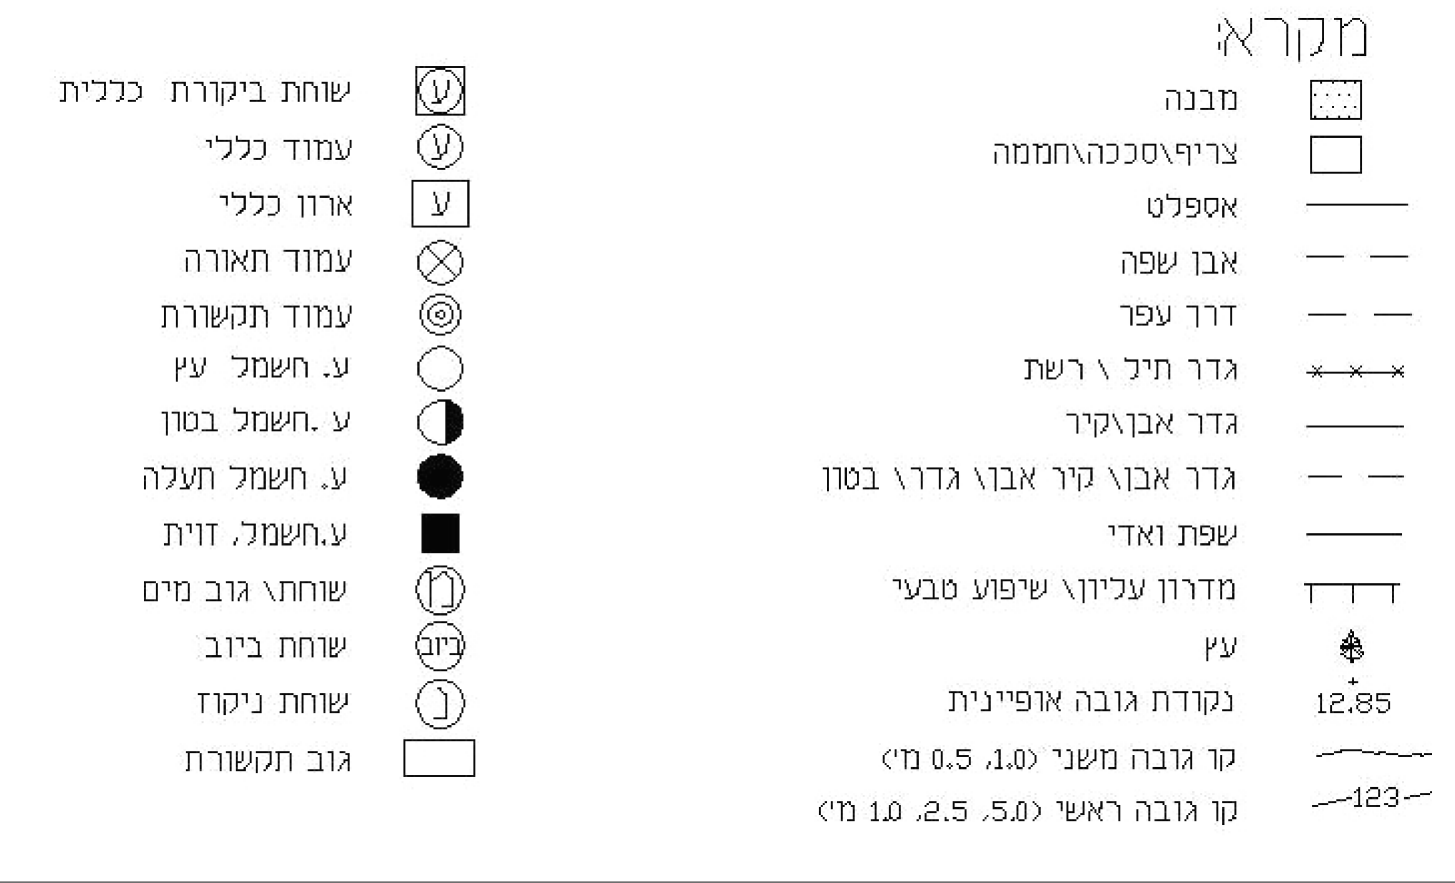 מקרא:
מבנה
צריף\סככה\חממה
אספלט
אבן שפה
דרך עפר
גדר תיל \ רשת
גדר אבן\קיר
גדר אבן\ קיר אבן\ גדר\ בטון
שפת ואדי
מדרון עליון\ שיפוע טבעי
עץ
נקודת גובה אופיינית 12.85
קו גובה משני (1.0, 0.5 מ')
קו גובה ראשי (5.0, 2.5, 1.0 מ') 123
ע שוחת ביקורת כללית
ע עמוד כללי
ע ארון כללי
עמוד תאורה
עמוד תקשורת
ע. חשמל עץ
ע .חשמל בטון
ע. חשמל תעלה
ע.חשמל, זוית
מ שוחת\ גוב מים
ביוב שוחת ביוב
נ שוחת ניקוז
גוב תקשורת